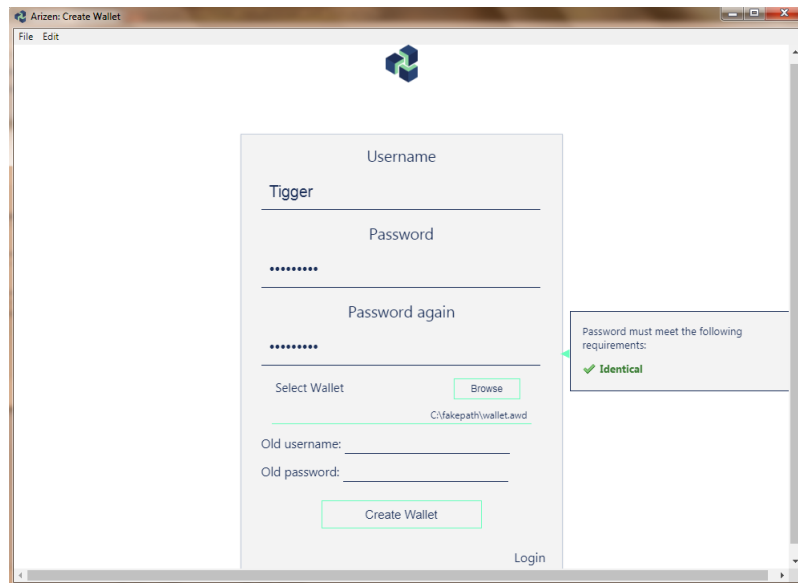 Arizen: Create Wallet
File Edit
Username
Tigger
Password
•••••••••
Password again
•••••••••
Password must meet the following
requirements:
Identical
Select Wallet
Browse
C:\fakepath\wallet.awd
Old username:
Old password:
Create Wallet
Login